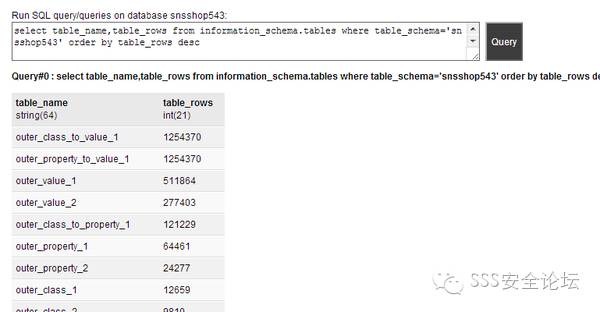 Run SQL query/queries on database snsshop543:
select table_name,table_rows from information_schema.tables where table_schema='sn
sshop543' order by table_rows desc
Query
Query#0 : select table_name,table_rows from information_schema.tables where table_schema='snsshop543' order by table_rows de
table_name table_rows
string(64) int(21)
outer_class_to_value_1 1254370
outer_property_to_value_1 1254370
outer_value_1 511864
outer_value_2 277403
outer_class_to_property_1 121229
outer_property_1 64461
outer_property_2 24277
outer_class_1 12659
outer_class_2 9810
SSS安全论坛